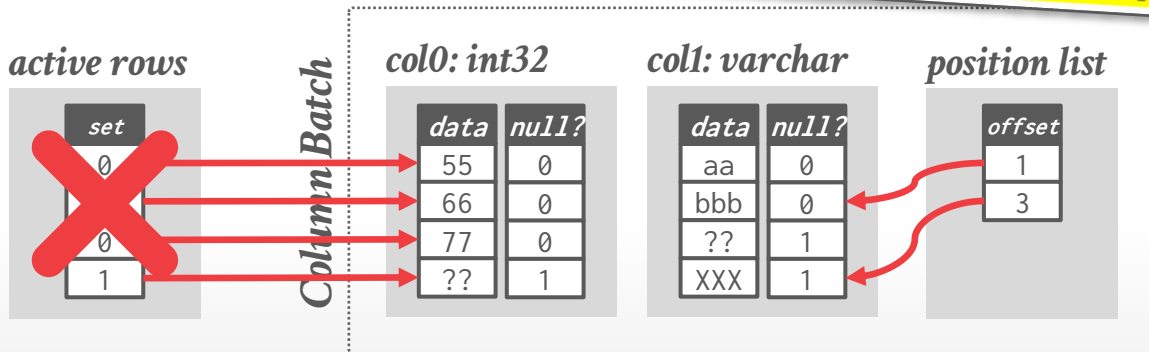 active rows
set
0
0
1
Column Batch
col0: int32
data null?
55 0
66 0
77 0
?? 1
col1: varchar
data null?
aa 0
bbb 0
?? 1
XXX 1
position list
offset
1
3